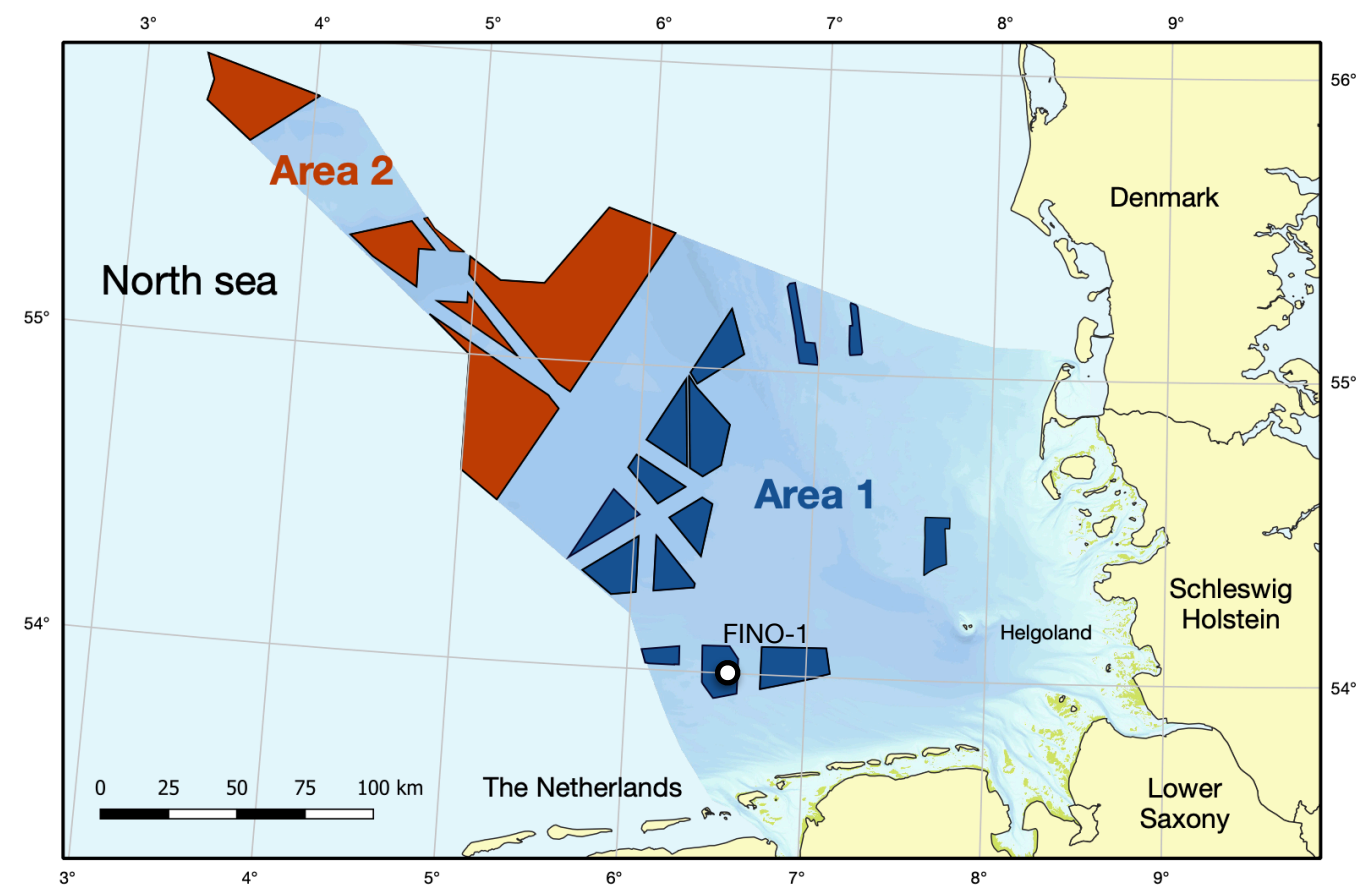 3° 4° 5° 6° 7° 8° 9°
56°
Area 2
Denmark
North sea
55°
55°
Area 1
Schleswig
Holstein
54°
FINO-1
Helgoland
54°
0 25 50 75 100 km
The Netherlands
Lower
Saxony
3° 4° 5° 6° 7° 8° 9°